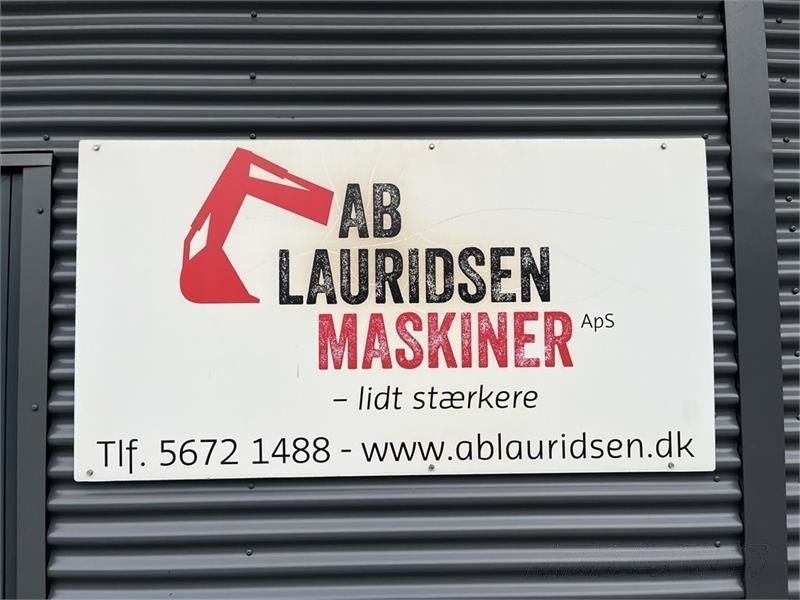 AB
LAURIDSEN
MASKINER ApS
– lidt stærkere
Tlf. 5672 1488 - www.ablauridsen.dk